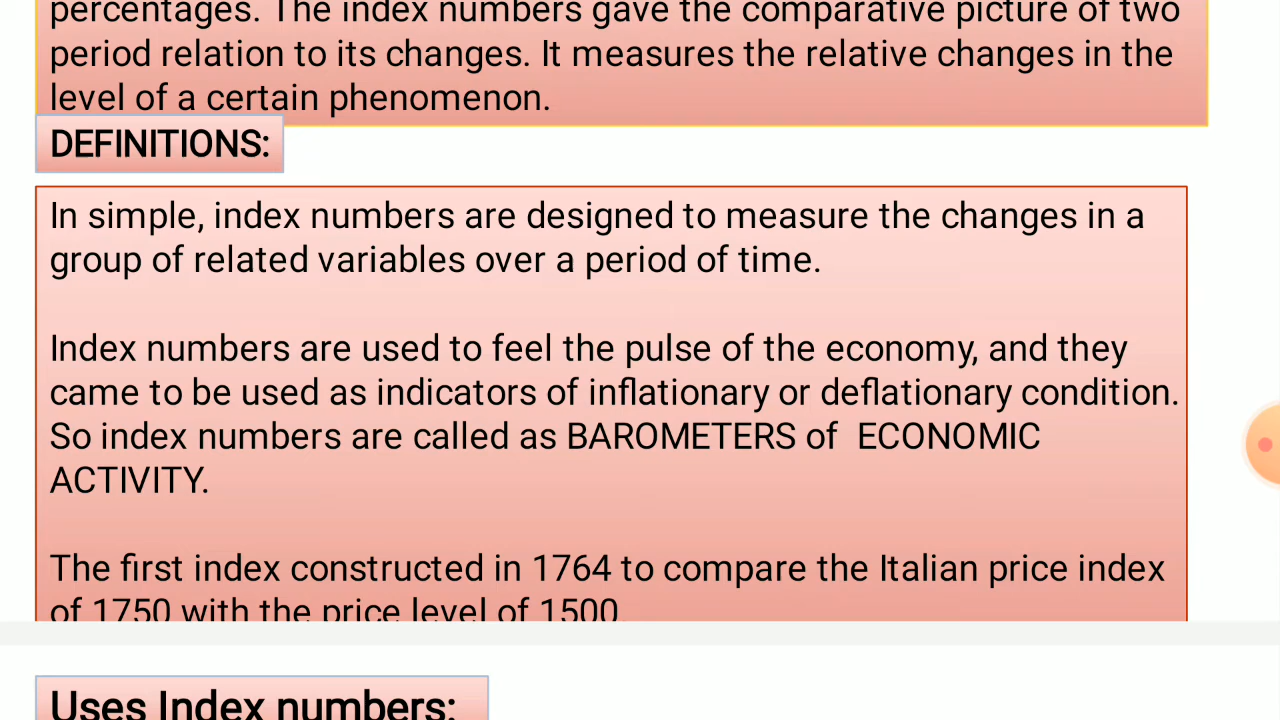 percentages. The index numbers gave the comparative picture of two
period relation to its changes. It measures the relative changes in the
level of a certain phenomenon.
DEFINITIONS:
In simple, index numbers are designed to measure the changes in a
group of related variables over a period of time.
Index numbers are used to feel the pulse of the economy, and they
came to be used as indicators of inflationary or deflationary condition.
So index numbers are called as BAROMETERS of  ECONOMIC
ACTIVITY.
The first index constructed in 1764 to compare the Italian price index
of 1750 with the price level of 1500.
Uses Index numbers: